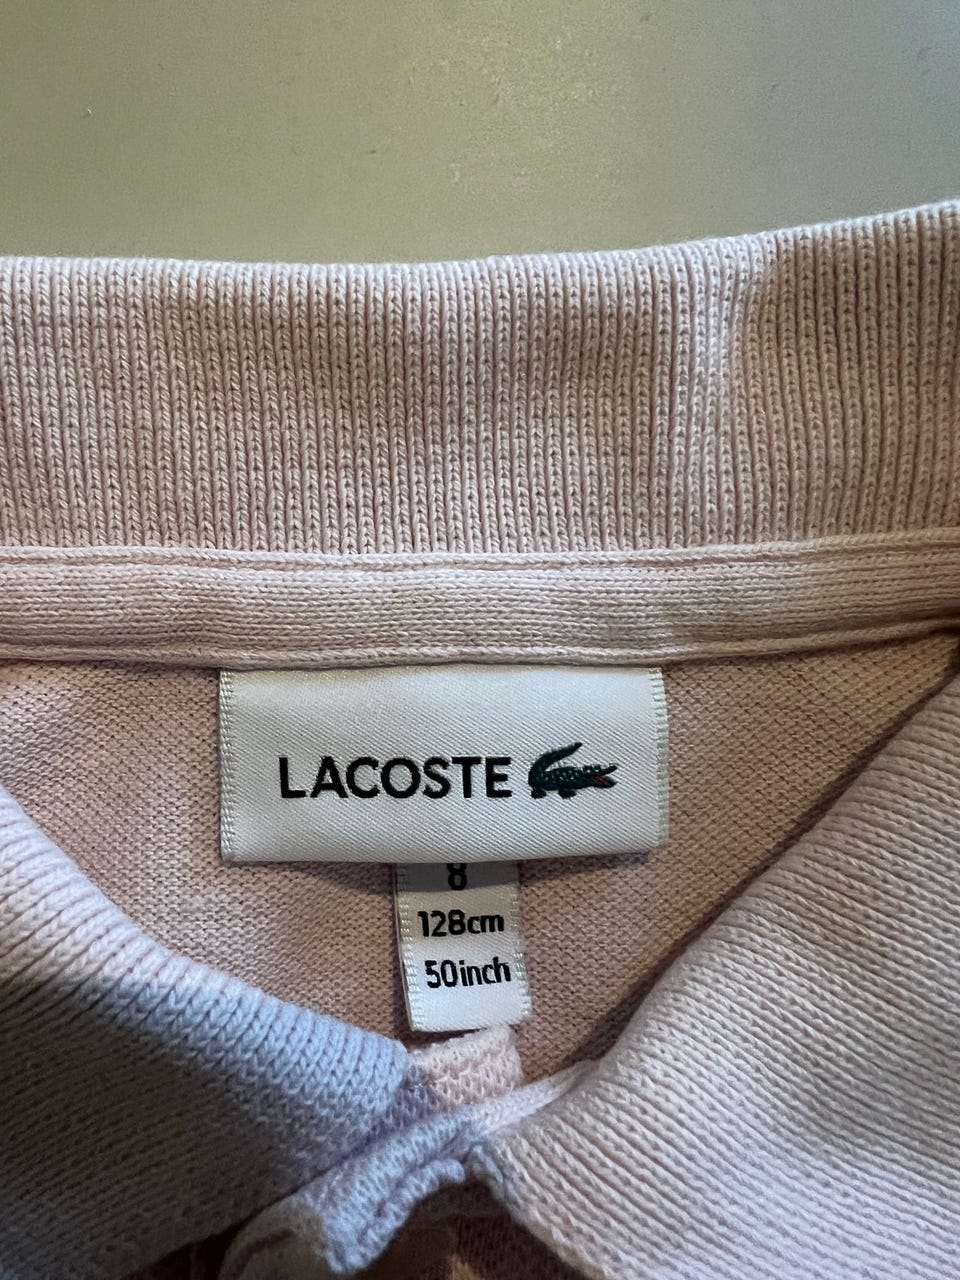 LACOSTE
8
128cm
50inch